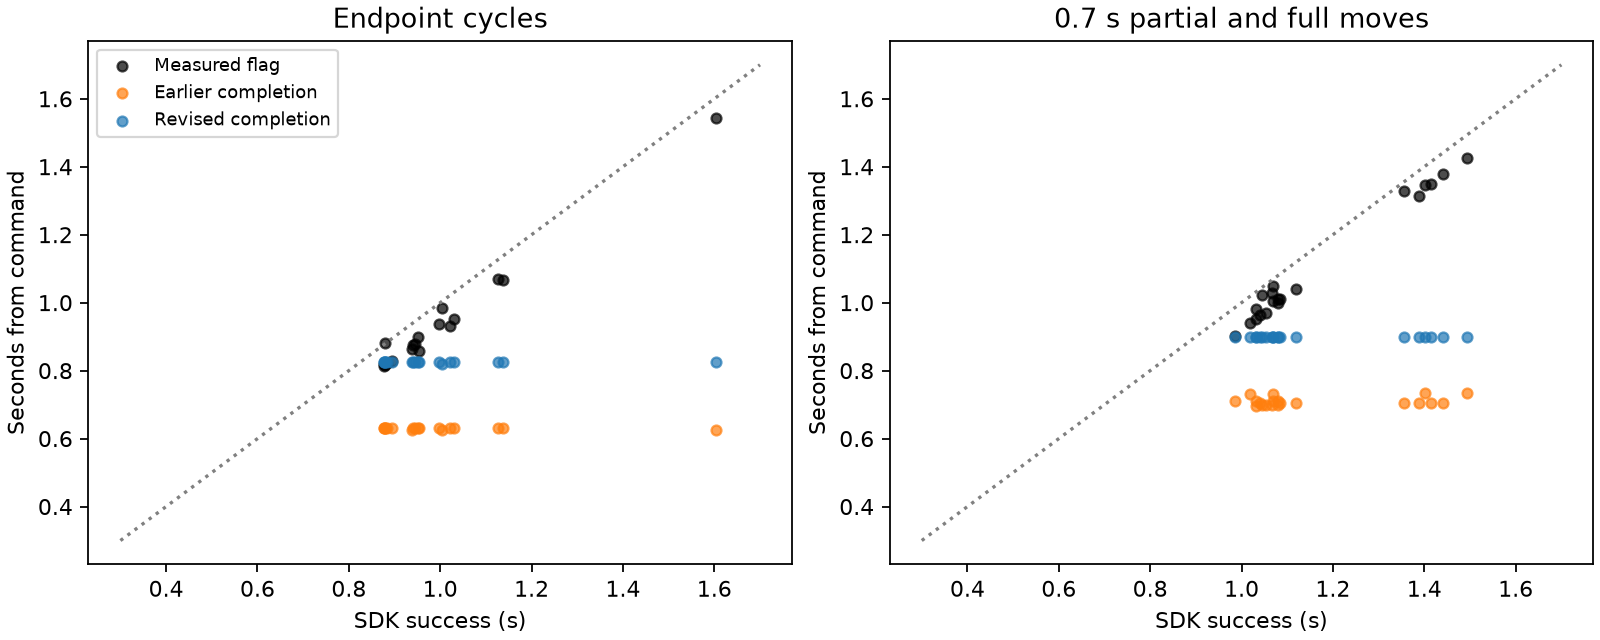 Endpoint cycles
Measured flag
Earlier completion
Revised completion
Seconds from command
1.6
1.4
1.2
1.0
0.8
0.6
0.4
0.4 0.6 0.8 1.0 1.2 1.4 1.6
SDK success (s)
0.7 s partial and full moves
Seconds from command
1.6
1.4
1.2
1.0
0.8
0.6
0.4
0.4 0.6 0.8 1.0 1.2 1.4 1.6
SDK success (s)